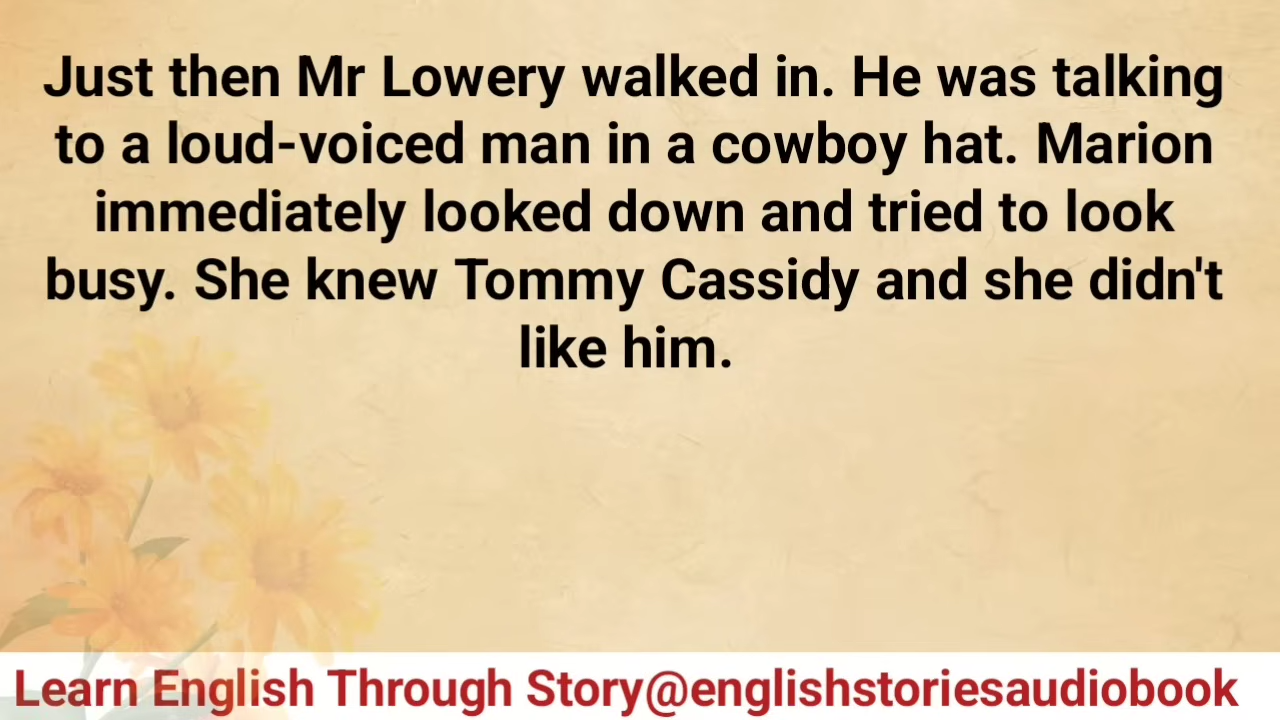 Just then Mr Lowery walked in. He was talking
to a loud-voiced man in a cowboy hat. Marion
immediately looked down and tried to look
busy. She knew Tommy Cassidy and she didn't
like him.
Learn English Through Story@englishstoriesaudiobook